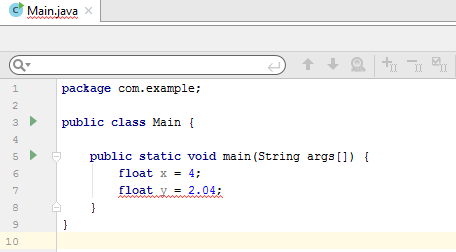 Main.java
1 package com.example;
2
3 public class Main {
4
5 public static void main(String args[]) {
6 float x = 4;
7 float y = 2.04;
8 }
9 }
10